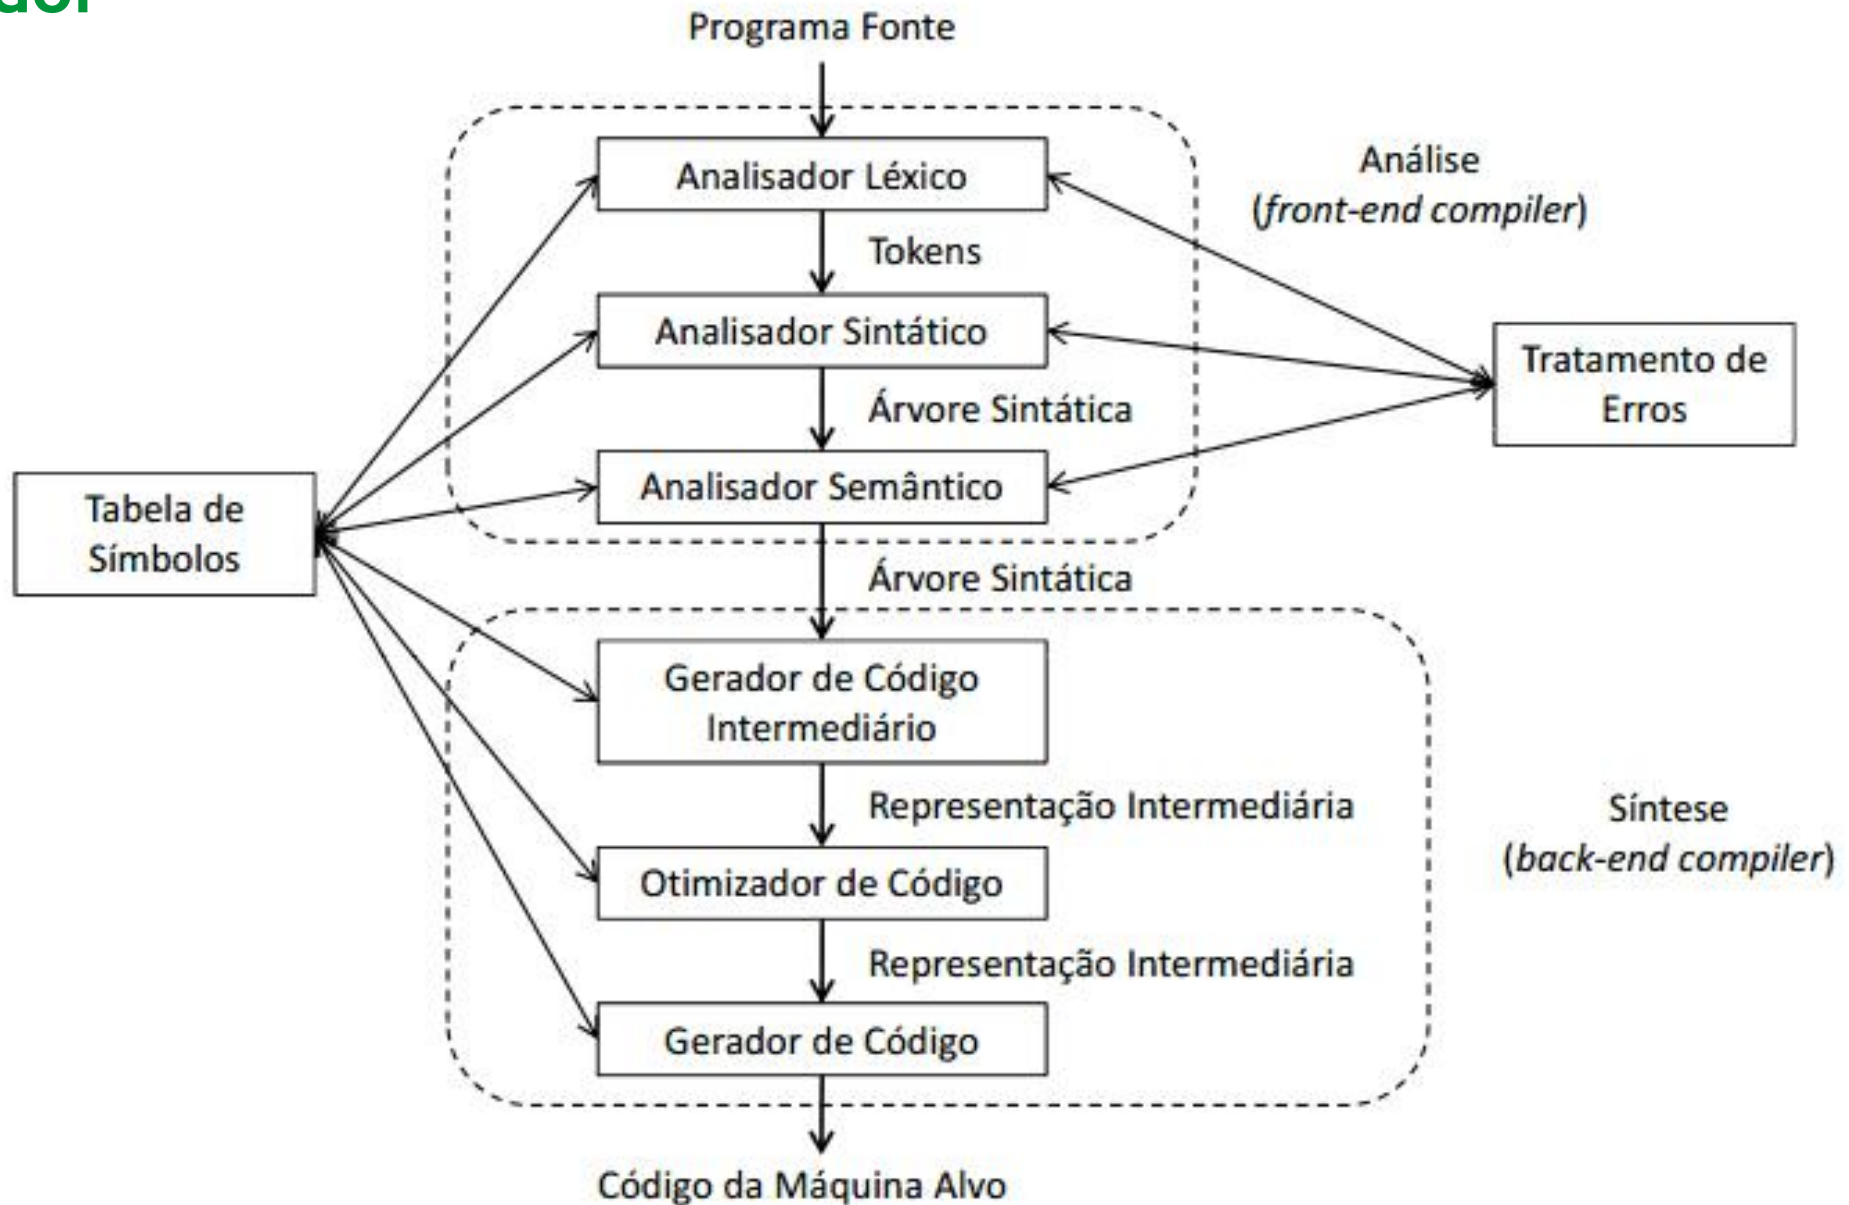 Programa Fonte
Analisador Léxico
Análise
(front-end compiler)
Tokens
Analisador Sintático
Tratamento de
Erros
Árvore Sintática
Analisador Semântico
Tabela de
Símbolos
Árvore Sintática
Gerador de Código
Intermediário
Representação Intermediária
Síntese
(back-end compiler)
Otimizador de Código
Representação Intermediária
Gerador de Código
Código da Máquina Alvo